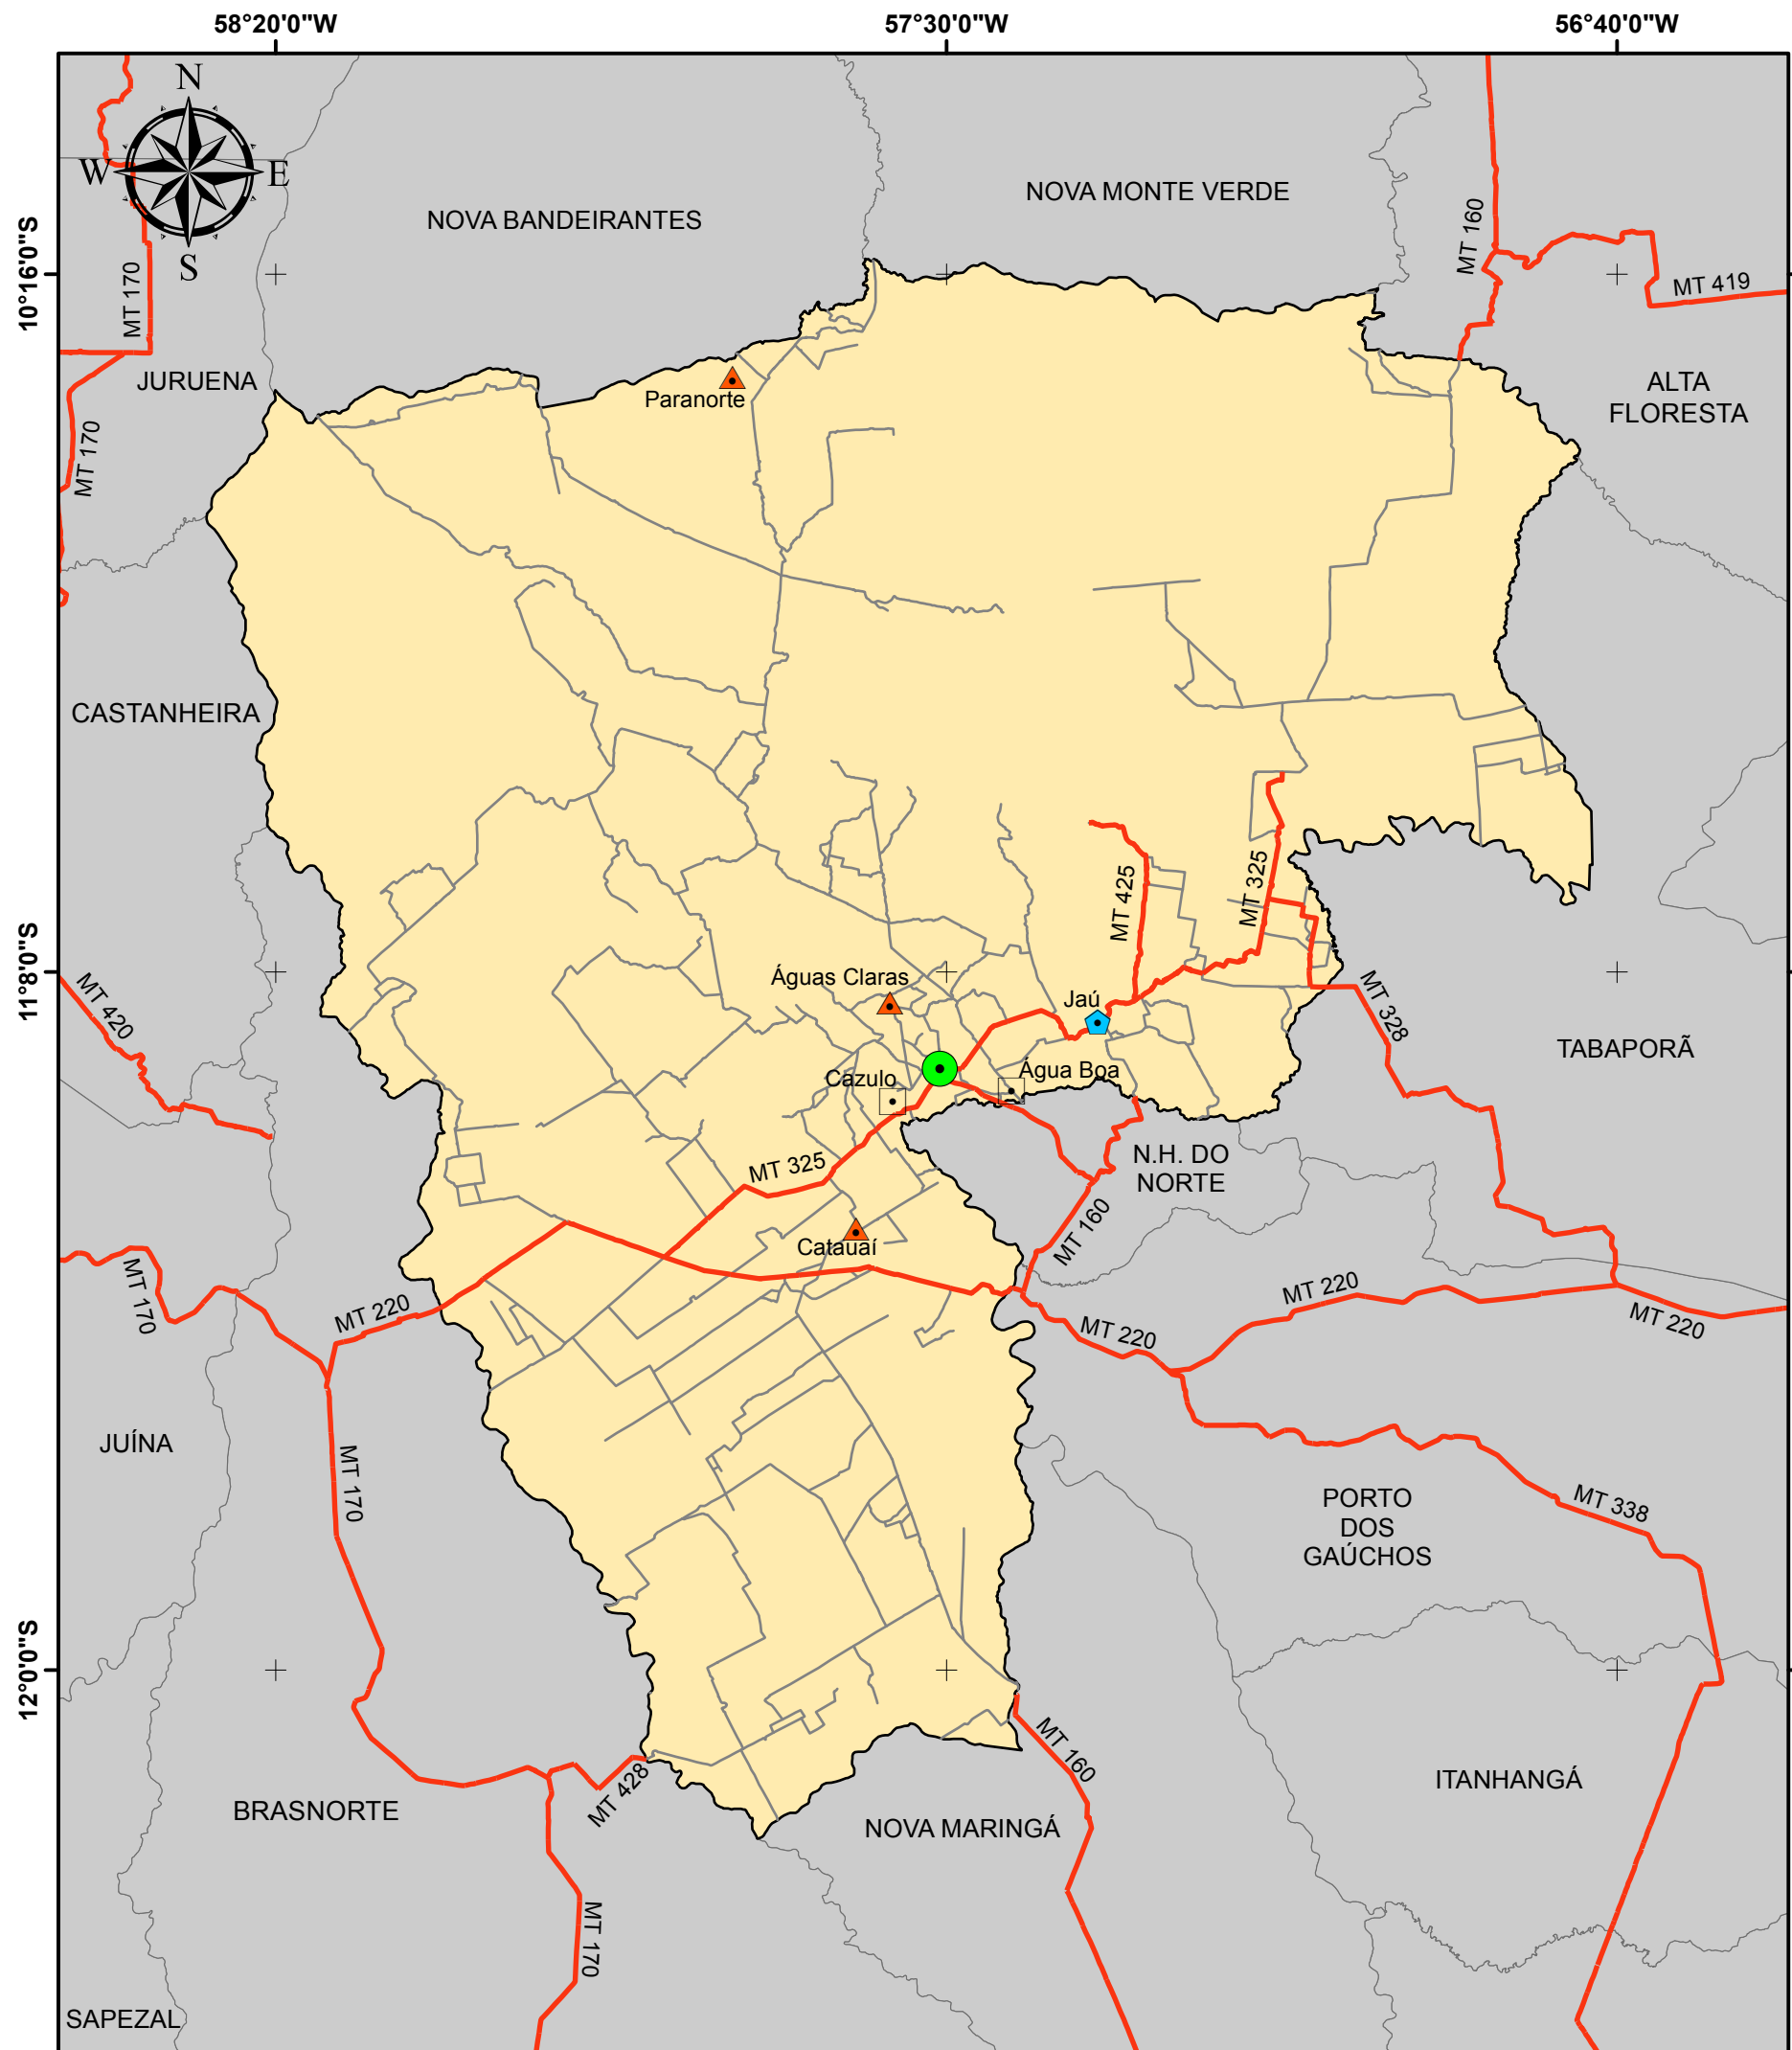 58°20'0"W
57°30'0"W
56°40'0"W
N
W
E
S
NOVA BANDEIRANTES
NOVA MONTE VERDE
MT 160
10°16'0"S
MT 170
MT 419
JURUENA
ALTA
FLORESTA
Paranorte
MT 170
CASTANHEIRA
MT 425
MT 325
11°8'0"S
Águas Claras
MT 420
Jaú
MT 328
TABAPORÃ
Cazulo
Água Boa
MT 325
N.H. DO
NORTE
MT 160
Catauaí
MT 170
MT 220
MT 220
MT 220
MT 220
JUÍNA
MT 170
PORTO
DOS
GAÚCHOS
MT 338
12°0'0"S
MT 160
MT 428
ITANHANGÁ
BRASNORTE
NOVA MARINGÁ
MT 170
SAPEZAL